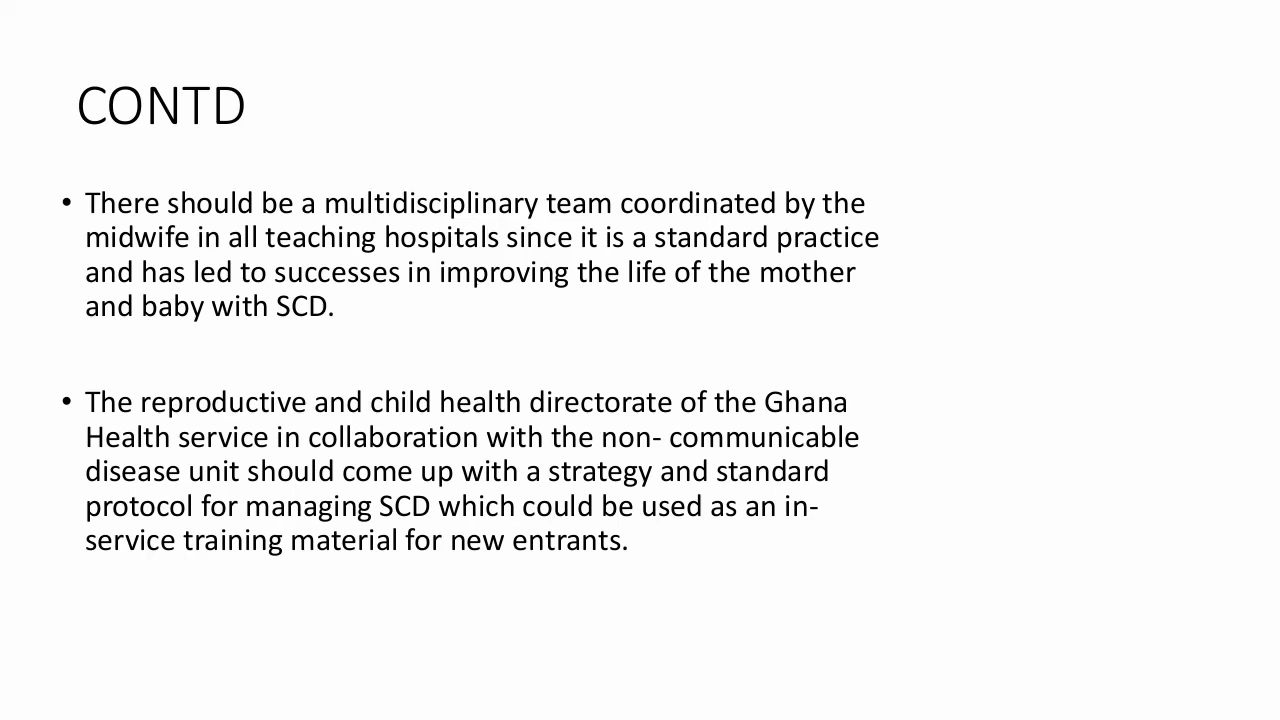 CONTD
• There should be a multidisciplinary team coordinated by the
midwife in all teaching hospitals since it is a standard practice
and has led to successes in improving the life of the mother
and baby with SCD.
• The reproductive and child health directorate of the Ghana
Health service in collaboration with the non- communicable
disease unit should come up with a strategy and standard
protocol for managing SCD which could be used as an in-
service training material for new entrants.